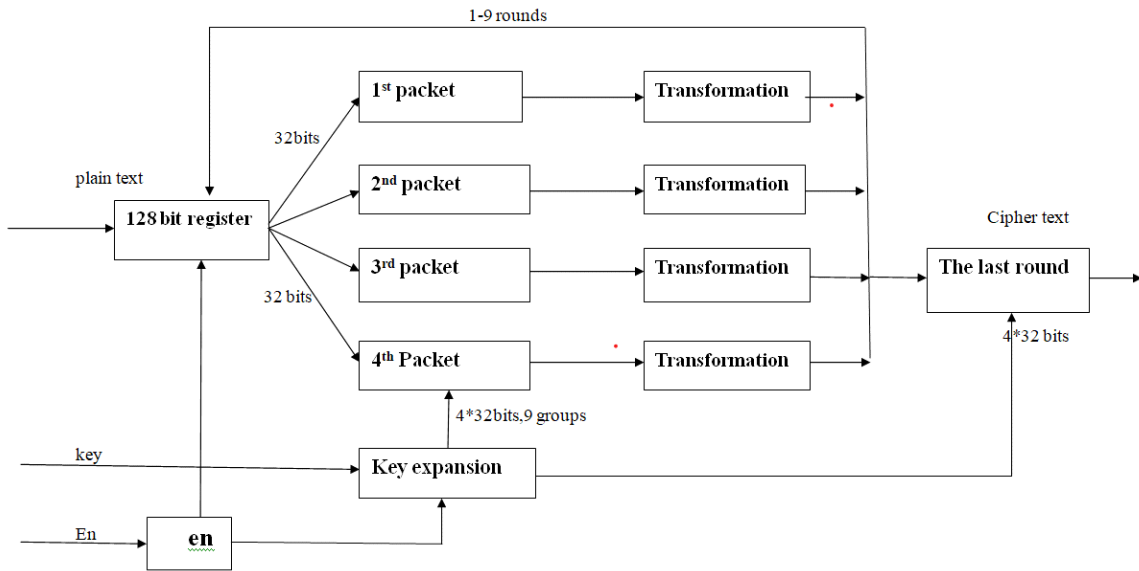 1-9 rounds
1st packet
Transformation
32bits
plain text
2nd packet
Transformation
128 bit register
Cipher text
3rd packet
Transformation
The last round
32 bits
4*32 bits
4th Packet
Transformation
4*32bits,9 groups
key
Key expansion
En
en